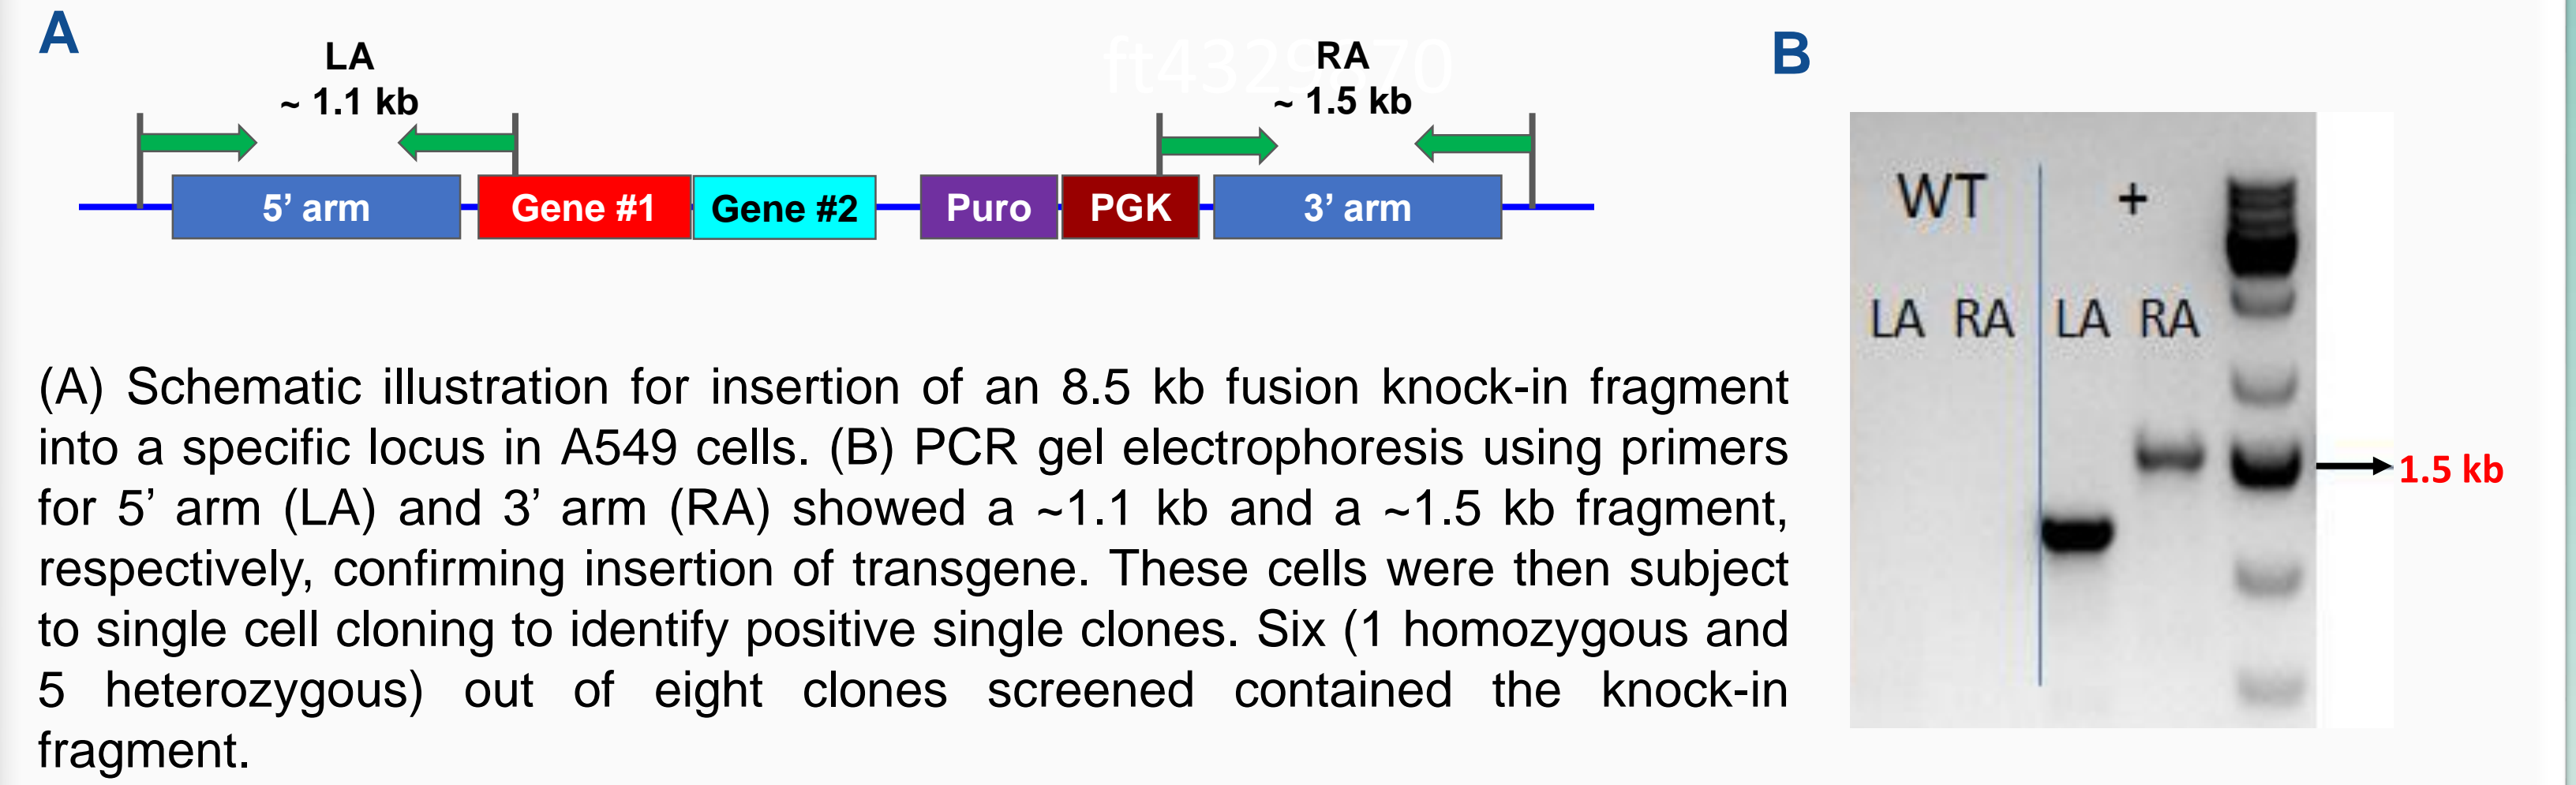 A
LA
~ 1.1 kb
RA
~ 1.5 kb
5’ arm
Gene #1
Gene #2
Puro
PGK
3’ arm
(A) Schematic illustration for insertion of an 8.5 kb fusion knock-in fragment
into a specific locus in A549 cells. (B) PCR gel electrophoresis using primers
for 5’ arm (LA) and 3’ arm (RA) showed a ~1.1 kb and a ~1.5 kb fragment,
respectively, confirming insertion of transgene. These cells were then subject
to single cell cloning to identify positive single clones. Six (1 homozygous and
5 heterozygous) out of eight clones screened contained the knock-in
fragment.
B
WT +
LA RA LA RA
1.5 kb